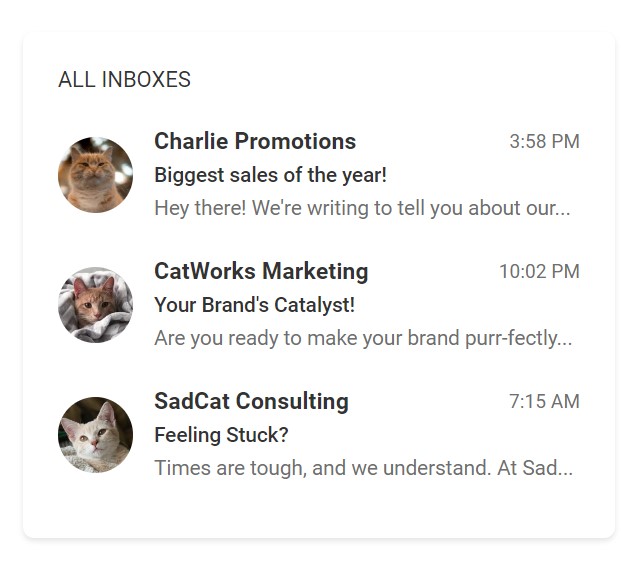 ALL INBOXES
Charlie Promotions 3:58 PM
Biggest sales of the year!
Hey there! We're writing to tell you about our...
CatWorks Marketing 10:02 PM
Your Brand's Catalyst!
Are you ready to make your brand purr-fectly...
SadCat Consulting 7:15 AM
Feeling Stuck?
Times are tough, and we understand. At Sad...